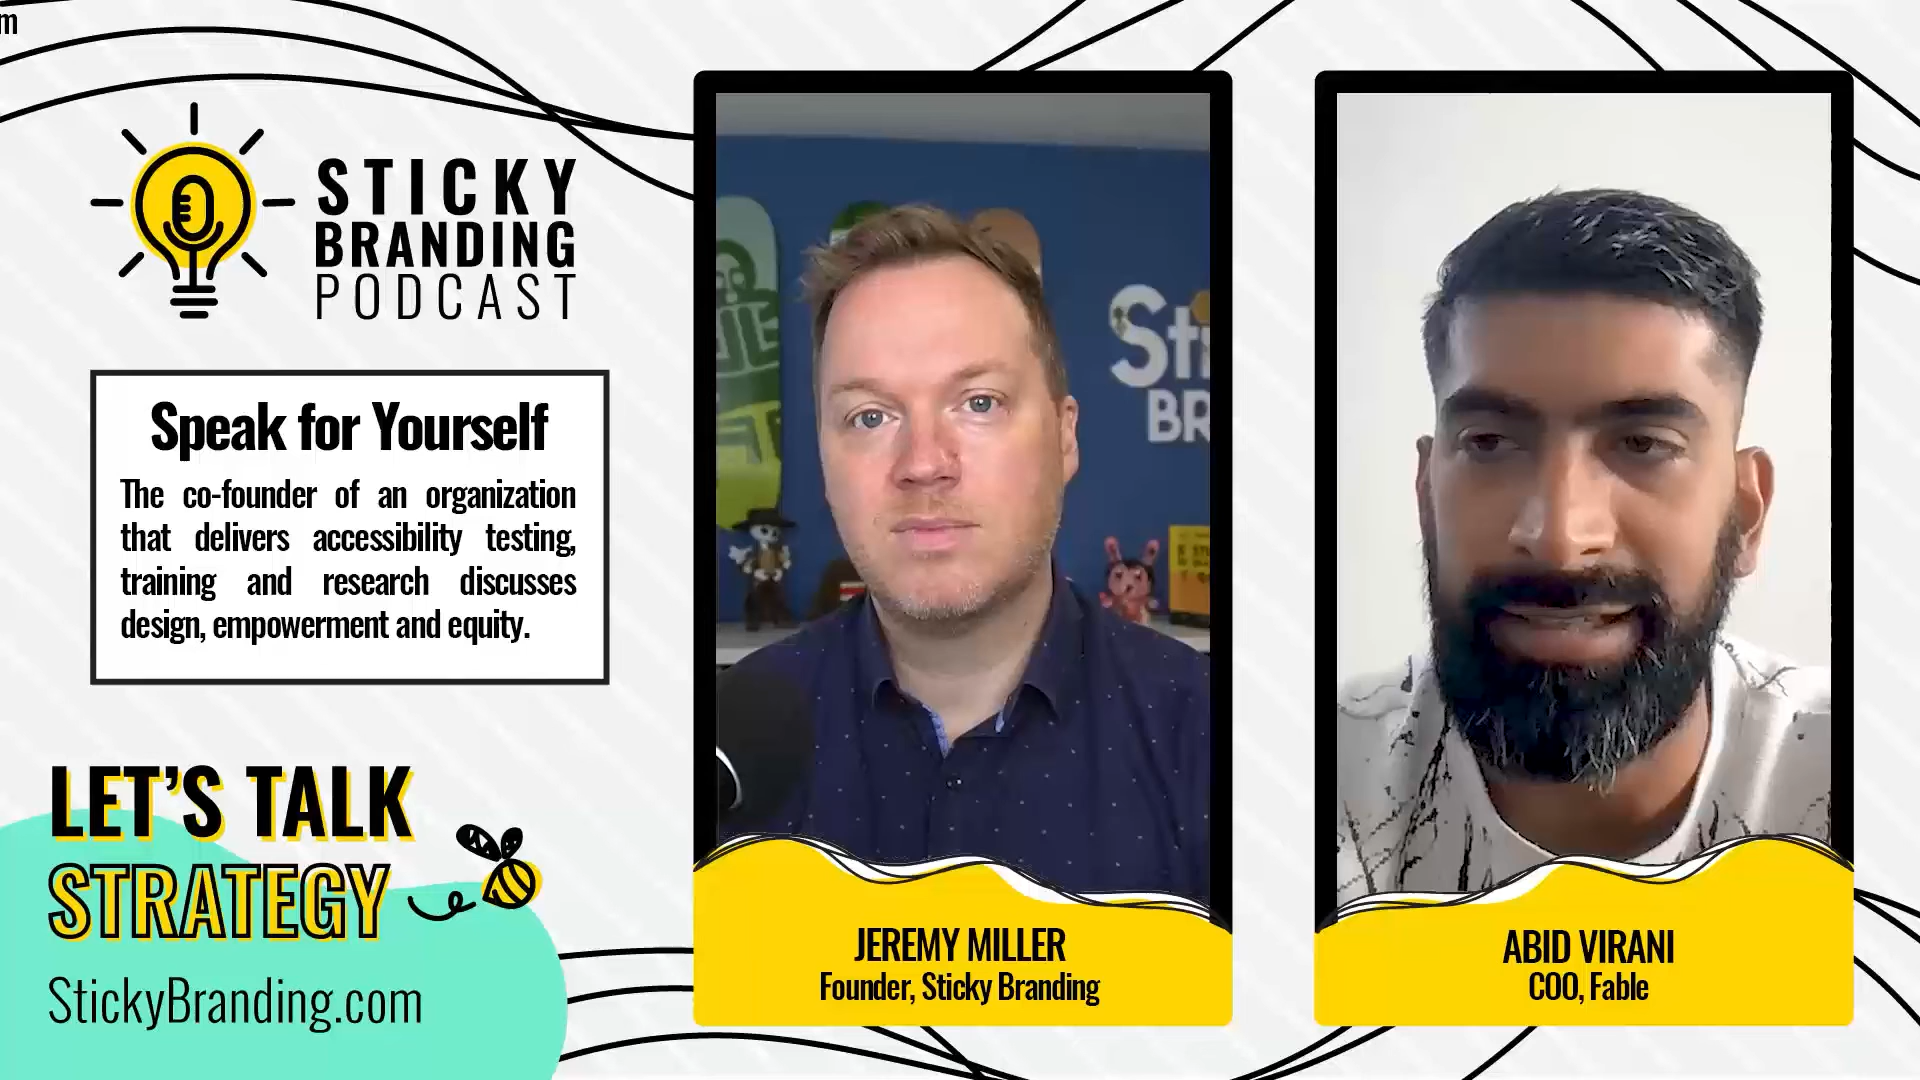 m
STICKY
BRANDING
PODCAST
Speak for Yourself
The co-founder of an organization
that delivers accessibility testing,
training and research discusses
design, empowerment and equity.
LET'S TALK
STRATEGY
StickyBranding.com
Sti
BR
JEREMY MILLER
Founder, Sticky Branding
ABID VIRANI
COO, Fable